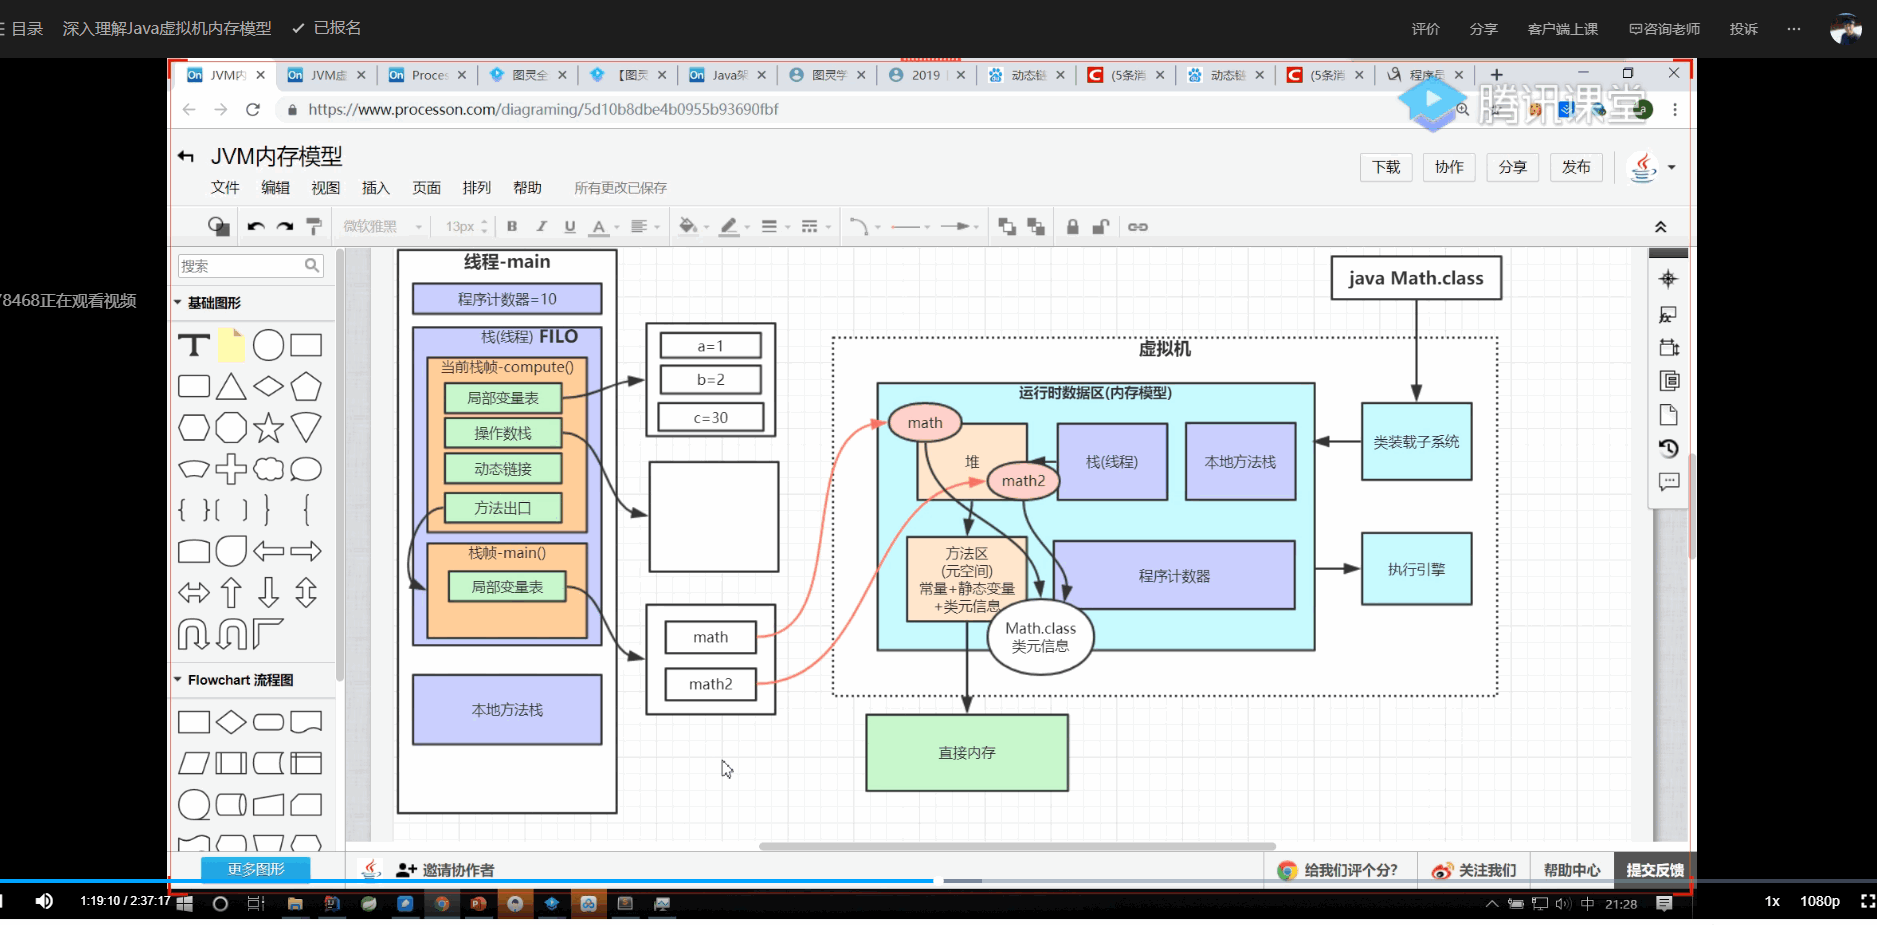 目录 深入理解Java虚拟机内存模型 已报名
评价 分享 客户端上课 咨询老师 投诉 ···
JVM内 JVM虚 Proces 图灵全 【图灵 Java架 图灵学 2019 | 动态链 (5条消 动态链 (5条消 程序员
https://www.processon.com/diagraming/5d10b8dbe4b0955b93690fbf
腾讯课堂
JVM内存模型
下载 协作 分享 发布
文件 编辑 视图 插入 页面 排列 帮助 所有更改已保存
微软雅黑 13px B I U A
78468正在观看视频
搜索
基础图形
T
Flowchart 流程图
更多图形
线程-main
程序计数器=10
栈(线程) FILO
当前栈帧-compute()
局部变量表
操作数栈
动态链接
方法出口
栈帧-main()
局部变量表
本地方法栈
a=1
b=2
c=30
math
math2
java Math.class
虚拟机
运行时数据区(内存模型)
math
堆
math2
栈(线程)
本地方法栈
类装载子系统
方法区
(元空间)
常量+静态变量
+类元信息
程序计数器
执行引擎
Math.class
类元信息
直接内存
邀请协作者
给我们评个分?
关注我们
帮助中心
提交反馈
1:19:10 / 2:37:17
中 21:28
1x 1080p